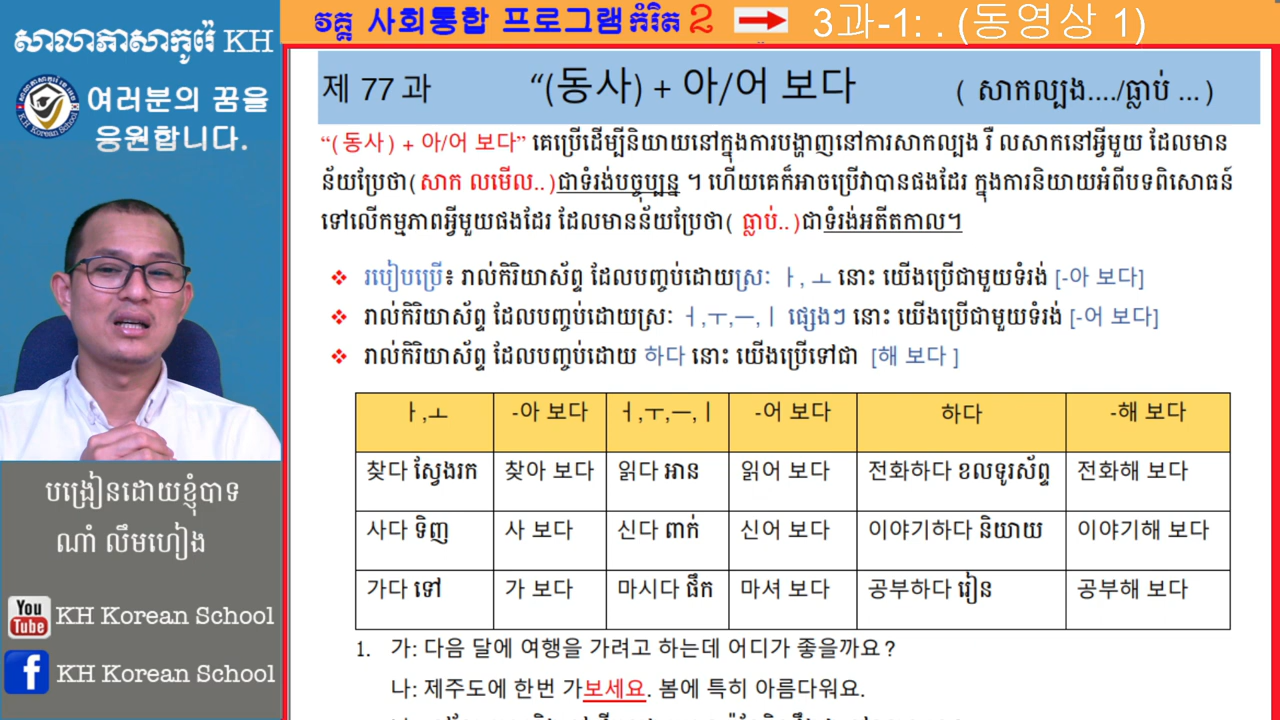 សាលាភាសាកូរ៉េ KH
여러분의 꿈을
응원합니다.
បង្រៀនដោយខ្ញុំបាទ
ណាំ លឹមហៀង
You Tube KH Korean School
f KH Korean School
វគ្គ 사회통합 프로그램 កំរិត 2 3과-1: . (동영상 1)
제 77 과 “(동사) + 아/어 보다 ( សាកល្បង..../ធ្លាប់ ... )
“(동사) + 아/어 보다” គេប្រើដើម្បីនិយាយនៅក្នុងការបង្ហាញនៅការសាកល្បង រឺ លសាកនៅអ្វីមួយ ដែលមាន
ន័យប្រែថា(សាក លមើល..)ជាទំរង់បច្ចុប្បន្ន ។ ហើយគេក៏អាចប្រើវាបានផងដែរ ក្នុងការនិយាយអំពីបទពិសោធន៍
ទៅលើកម្មភាពអ្វីមួយផងដែរ ដែលមានន័យប្រែថា( ធ្លាប់..)ជាទំរង់អតីតកាល។
❖ របៀបប្រើ៖ រាល់កិរិយាស័ព្ទ ដែលបញ្ចប់ដោយស្រៈ ㅏ, ㅗ នោះ យើងប្រើជាមួយទំរង់ [-아 보다]
❖ រាល់កិរិយាស័ព្ទ ដែលបញ្ចប់ដោយស្រៈ ㅓ,ㅜ,ㅡ,ㅣ ផ្សេងៗ នោះ យើងប្រើជាមួយទំរង់ [-어 보다]
❖ រាល់កិរិយាស័ព្ទ ដែលបញ្ចប់ដោយ 하다 នោះ យើងប្រើទៅជា [해 보다 ]
ㅏ,ㅗ -아 보다 ㅓ,ㅜ,ㅡ,ㅣ -어 보다 하다 -해 보다
찾다 ស្វែងរក 찾아 보다 읽다 អាន 읽어 보다 전화하다 ខលទូរស័ព្ទ 전화해 보다
사다 ទិញ 사 보다 신다 ពាក់ 신어 보다 이야기하다 និយាយ 이야기해 보다
가다 ទៅ 가 보다 마시다 ផឹក 마셔 보다 공부하다 រៀន 공부해 보다
1. 가: 다음 달에 여행을 가려고 하는데 어디가 좋을까요?
나: 제주도에 한번 가보세요. 봄에 특히 아름다워요.